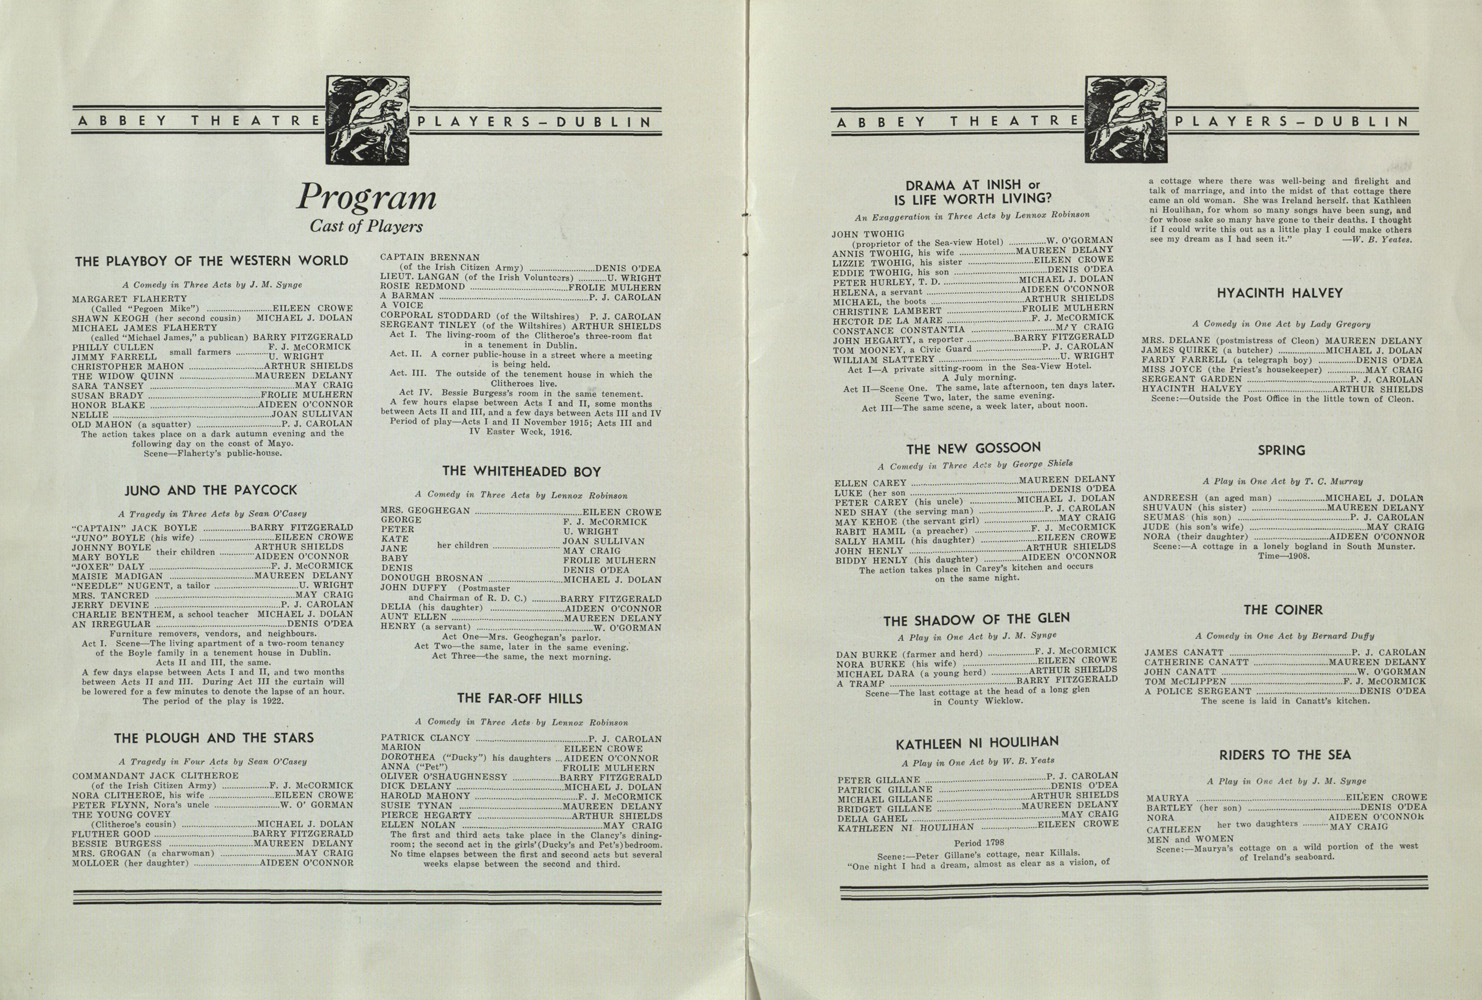 ABBEY THEATRE PLAYERS–DUBLIN
Program
Cast of Players
THE PLAYBOY OF THE WESTERN WORLD
A Comedy in Three Acts by J. M. Synge
MARGARET FLAHERTY
(Called "Pegoen Mike") ........ EILEEN CROWE
SHAWN KEOGH (her second cousin) MICHAEL J. DOLAN
MICHAEL JAMES FLAHERTY
(called "Michael James," a publican) BARRY FITZGERALD
PHILLY CULLEN F. J. McCORMICK
small farmers ........
JIMMY FARRELL U. WRIGHT
CHRISTOPHER MAHON ........ ARTHUR SHIELDS
THE WIDOW QUINN ........ MAUREEN DELANY
SARA TANSEY ........ MAY CRAIG
SUSAN BRADY ........ FROLIE MULHERN
HONOR BLAKE ........ AIDEEN O'CONNOR
NELLIE ........ JOAN SULLIVAN
OLD MAHON (a squatter) ........ P. J. CAROLAN
The action takes place on a dark autumn evening and the
following day on the coast of Mayo.
Scene—Flaherty's public-house.
JUNO AND THE PAYCOCK
A Tragedy in Three Acts by Sean O'Casey
"CAPTAIN" JACK BOYLE ........ BARRY FITZGERALD
"JUNO" BOYLE (his wife) ........ EILEEN CROWE
JOHNNY BOYLE ARTHUR SHIELDS
their children ........
MARY BOYLE AIDEEN O'CONNOR
"JOXER" DALY ........ F. J. McCORMICK
MAISIE MADIGAN ........ MAUREEN DELANY
"NEEDLE" NUGENT, a tailor ........ U. WRIGHT
MRS. TANCRED ........ MAY CRAIG
JERRY DEVINE ........ P. J. CAROLAN
CHARLIE BENTHEM, a school teacher MICHAEL J. DOLAN
AN IRREGULAR ........ DENIS O'DEA
Furniture removers, vendors, and neighbours.
Act I. Scene—The living apartment of a two-room tenancy
of the Boyle family in a tenement house in Dublin.
Acts II and III, the same.
A few days elapse between Acts I and II, and two months
between Acts II and III. During Act III the curtain will
be lowered for a few minutes to denote the lapse of an hour.
The period of the play is 1922.
THE PLOUGH AND THE STARS
A Tragedy in Four Acts by Sean O'Casey
COMMANDANT JACK CLITHEROE
(of the Irish Citizen Army) ........ F. J. McCORMICK
NORA CLITHEROE, his wife ........ EILEEN CROWE
PETER FLYNN, Nora's uncle ........ W. O' GORMAN
THE YOUNG COVEY
(Clitheroe's cousin) ........ MICHAEL J. DOLAN
FLUTHER GOOD ........ BARRY FITZGERALD
BESSIE BURGESS ........ MAUREEN DELANY
MRS. GROGAN (a charwoman) ........ MAY CRAIG
MOLLOER (her daughter) ........ AIDEEN O'CONNOR
CAPTAIN BRENNAN
(of the Irish Citizen Army) ........ DENIS O'DEA
LIEUT. LANGAN (of the Irish Volunteers) ........ U. WRIGHT
ROSIE REDMOND ........ FROLIE MULHERN
A BARMAN ........ P. J. CAROLAN
A VOICE
CORPORAL STODDARD (of the Wiltshires) P. J. CAROLAN
SERGEANT TINLEY (of the Wiltshires) ARTHUR SHIELDS
Act I. The living-room of the Clitheroe's three-room flat
in a tenement in Dublin.
Act. II. A corner public-house in a street where a meeting
is being held.
Act. III. The outside of the tenement house in which the
Clitheroes live.
Act IV. Bessie Burgess's room in the same tenement.
A few hours elapse between Acts I and II, some months
between Acts II and III, and a few days between Acts III and IV
Period of play—Acts I and II November 1915; Acts III and
IV Easter Week, 1916.
THE WHITEHEADED BOY
A Comedy in Three Acts by Lennox Robinson
MRS. GEOGHEGAN ........ EILEEN CROWE
GEORGE F. J. McCORMICK
PETER U. WRIGHT
KATE JOAN SULLIVAN
her children ........
JANE MAY CRAIG
BABY FROLIE MULHERN
DENIS DENIS O'DEA
DONOUGH BROSNAN ........ MICHAEL J. DOLAN
JOHN DUFFY (Postmaster
and Chairman of R. D. C.) ........ BARRY FITZGERALD
DELIA (his daughter) ........ AIDEEN O'CONNOR
AUNT ELLEN ........ MAUREEN DELANY
HENRY (a servant) ........ W. O'GORMAN
Act One—Mrs. Geoghegan's parlor.
Act Two—the same, later in the same evening.
Act Three—the same, the next morning.
THE FAR-OFF HILLS
A Comedy in Three Acts by Lennox Robinson
PATRICK CLANCY ........ P. J. CAROLAN
MARION EILEEN CROWE
DOROTHEA ("Ducky") his daughters ... AIDEEN O'CONNOR
ANNA ("Pet") FROLIE MULHERN
OLIVER O'SHAUGHNESSY ........ BARRY FITZGERALD
DICK DELANY ........ MICHAEL J. DOLAN
HAROLD MAHONY ........ F. J. McCORMICK
SUSIE TYNAN ........ MAUREEN DELANY
PIERCE HEGARTY ........ ARTHUR SHIELDS
ELLEN NOLAN ........ MAY CRAIG
The first and third acts take place in the Clancy's dining-
room; the second act in the girls'(Ducky's and Pet's)bedroom.
No time elapses between the first and second acts but several
weeks elapse between the second and third.
ABBEY THEATRE PLAYERS–DUBLIN
DRAMA AT INISH or
IS LIFE WORTH LIVING?
An Exaggeration in Three Acts by Lennox Robinson
JOHN TWOHIG
(proprietor of the Sea-view Hotel) ........ W. O'GORMAN
ANNIS TWOHIG, his wife ........ MAUREEN DELANY
LIZZIE TWOHIG, his sister ........ EILEEN CROWE
EDDIE TWOHIG, his son ........ DENIS O'DEA
PETER HURLEY, T. D. ........ MICHAEL J. DOLAN
HELENA, a servant ........ AIDEEN O'CONNOR
MICHAEL, the boots ........ ARTHUR SHIELDS
CHRISTINE LAMBERT ........ FROLIE MULHERN
HECTOR DE LA MARE ........ F. J. McCORMICK
CONSTANCE CONSTANTIA ........ MAY CRAIG
JOHN HEGARTY, a reporter ........ BARRY FITZGERALD
TOM MOONEY, a Civic Guard ........ P. J. CAROLAN
WILLIAM SLATTERY ........ U. WRIGHT
Act I—A private sitting-room in the Sea-View Hotel.
A July morning.
Act II—Scene One. The same, late afternoon, ten days later.
Scene Two, later, the same evening.
Act III—The same scene, a week later, about noon.
THE NEW GOSSOON
A Comedy in Three Acts by George Shiels
ELLEN CAREY ........ MAUREEN DELANY
LUKE (her son ........ DENIS O'DEA
PETER CAREY (his uncle) ........ MICHAEL J. DOLAN
NED SHAY (the serving man) ........ P. J. CAROLAN
MAY KEHOE (the servant girl) ........ MAY CRAIG
RABIT HAMIL (a preacher) ........ F. J. McCORMICK
SALLY HAMIL (his daughter) ........ EILEEN CROWE
JOHN HENLY ........ ARTHUR SHIELDS
BIDDY HENLY (his daughter) ........ AIDEEN O'CONNOR
The action takes place in Carey's kitchen and occurs
on the same night.
THE SHADOW OF THE GLEN
A Play in One Act by J. M. Synge
DAN BURKE (farmer and herd) ........ F. J. McCORMICK
NORA BURKE (his wife) ........ EILEEN CROWE
MICHAEL DARA (a young herd) ........ ARTHUR SHIELDS
A TRAMP ........ BARRY FITZGERALD
Scene—The last cottage at the head of a long glen
in County Wicklow.
KATHLEEN NI HOULIHAN
A Play in One Act by W. B. Yeats
PETER GILLANE ........ P. J. CAROLAN
PATRICK GILLANE ........ DENIS O'DEA
MICHAEL GILLANE ........ ARTHUR SHIELDS
BRIDGET GILLANE ........ MAUREEN DELANY
DELIA GAHEL ........ MAY CRAIG
KATHLEEN NI HOULIHAN ........ EILEEN CROWE
Period 1798
Scene:—Peter Gillane's cottage, near Killals.
"One night I had a dream, almost as clear as a vision, of
a cottage where there was well-being and firelight and
talk of marriage, and into the midst of that cottage there
came an old woman. She was Ireland herself. that Kathleen
ni Houlihan, for whom so many songs have been sung, and
for whose sake so many have gone to their deaths. I thought
if I could write this out as a little play I could make others
see my dream as I had seen it." —W. B. Yeates.
HYACINTH HALVEY
A Comedy in One Act by Lady Gregory
MRS. DELANE (postmistress of Cleon) MAUREEN DELANY
JAMES QUIRKE (a butcher) ........ MICHAEL J. DOLAN
FARDY FARRELL (a telegraph boy) ........ DENIS O'DEA
MISS JOYCE (the Priest's housekeeper) ........ MAY CRAIG
SERGEANT GARDEN ........ P. J. CAROLAN
HYACINTH HALVEY ........ ARTHUR SHIELDS
Scene:—Outside the Post Office in the little town of Cleon.
SPRING
A Play in One Act by T. C. Murray
ANDREESH (an aged man) ........ MICHAEL J. DOLAN
SHUVAUN (his sister) ........ MAUREEN DELANY
SEUMAS (his son) ........ P. J. CAROLAN
JUDE (his son's wife) ........ MAY CRAIG
NORA (their daughter) ........ AIDEEN O'CONNOR
Scene:—A cottage in a lonely bogland in South Munster.
Time—1908.
THE COINER
A Comedy in One Act by Bernard Duffy
JAMES CANATT ........ P. J. CAROLAN
CATHERINE CANATT ........ MAUREEN DELANY
JOHN CANATT ........ W. O'GORMAN
TOM McCLIPPEN ........ F. J. McCORMICK
A POLICE SERGEANT ........ DENIS O'DEA
The scene is laid in Canatt's kitchen.
RIDERS TO THE SEA
A Play in One Act by J. M. Synge
MAURYA ........ EILEEN CROWE
BARTLEY (her son) ........ DENIS O'DEA
NORA AIDEEN O'CONNOR
her two daughters ........
CATHLEEN MAY CRAIG
MEN and WOMEN
Scene:—Maurya's cottage on a wild portion of the west
of Ireland's seaboard.